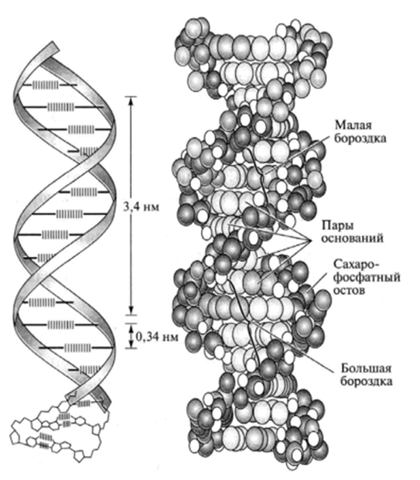 Малая
бороздка
3,4 нм
Пары
оснований
Сахаро-
фосфатный
остов
0,34 нм
Большая
бороздка